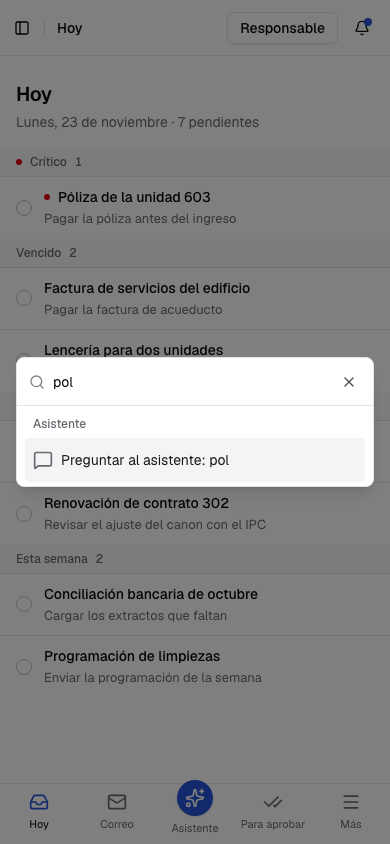 Hoy
Responsable
Hoy
Lunes, 23 de noviembre · 7 pendientes
Crítico 1
Póliza de la unidad 603
Pagar la póliza antes del ingreso
Vencido 2
Factura de servicios del edificio
Pagar la factura de acueducto
Lencería para dos unidades
pol
Asistente
Preguntar al asistente: pol
Renovación de contrato 302
Revisar el ajuste del canon con el IPC
Esta semana 2
Conciliación bancaria de octubre
Cargar los extractos que faltan
Programación de limpiezas
Enviar la programación de la semana
Hoy
Correo
Asistente
Para aprobar
Más